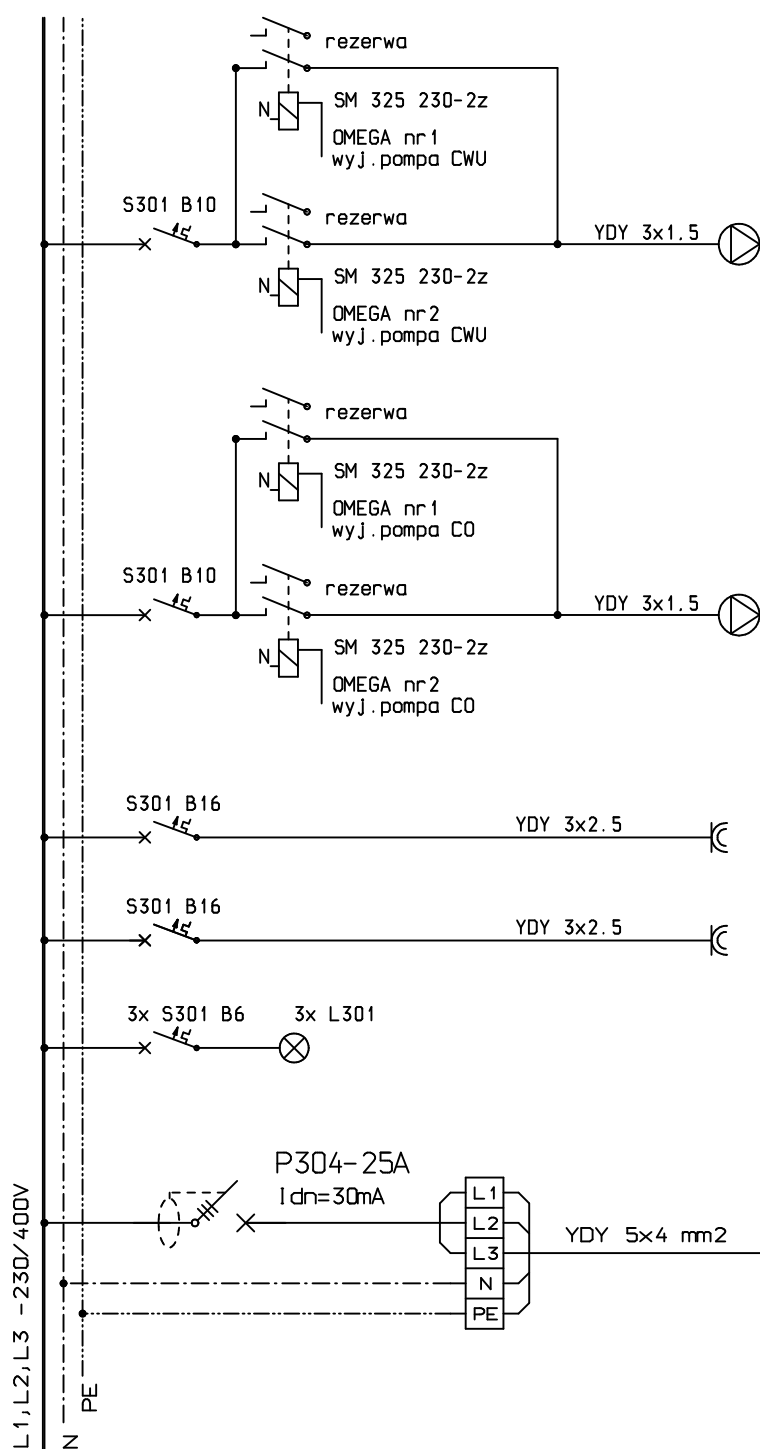 rezerwa
SM 325 230-2z
N
OMEGA nr1
wyj.pompa CWU
S301 B10
rezerwa
YDY 3x1.5
SM 325 230-2z
N
OMEGA nr2
wyj.pompa CWU
rezerwa
SM 325 230-2z
N
OMEGA nr1
wyj.pompa CO
S301 B10
rezerwa
YDY 3x1.5
SM 325 230-2z
N
OMEGA nr2
wyj.pompa CO
S301 B16
YDY 3x2.5
S301 B16
YDY 3x2.5
3x S301 B6
3x L301
P304-25A
Idn=30mA
L1
L2
L3
N
PE
YDY 5x4 mm2
L1,L2,L3 -230/400V
N
PE